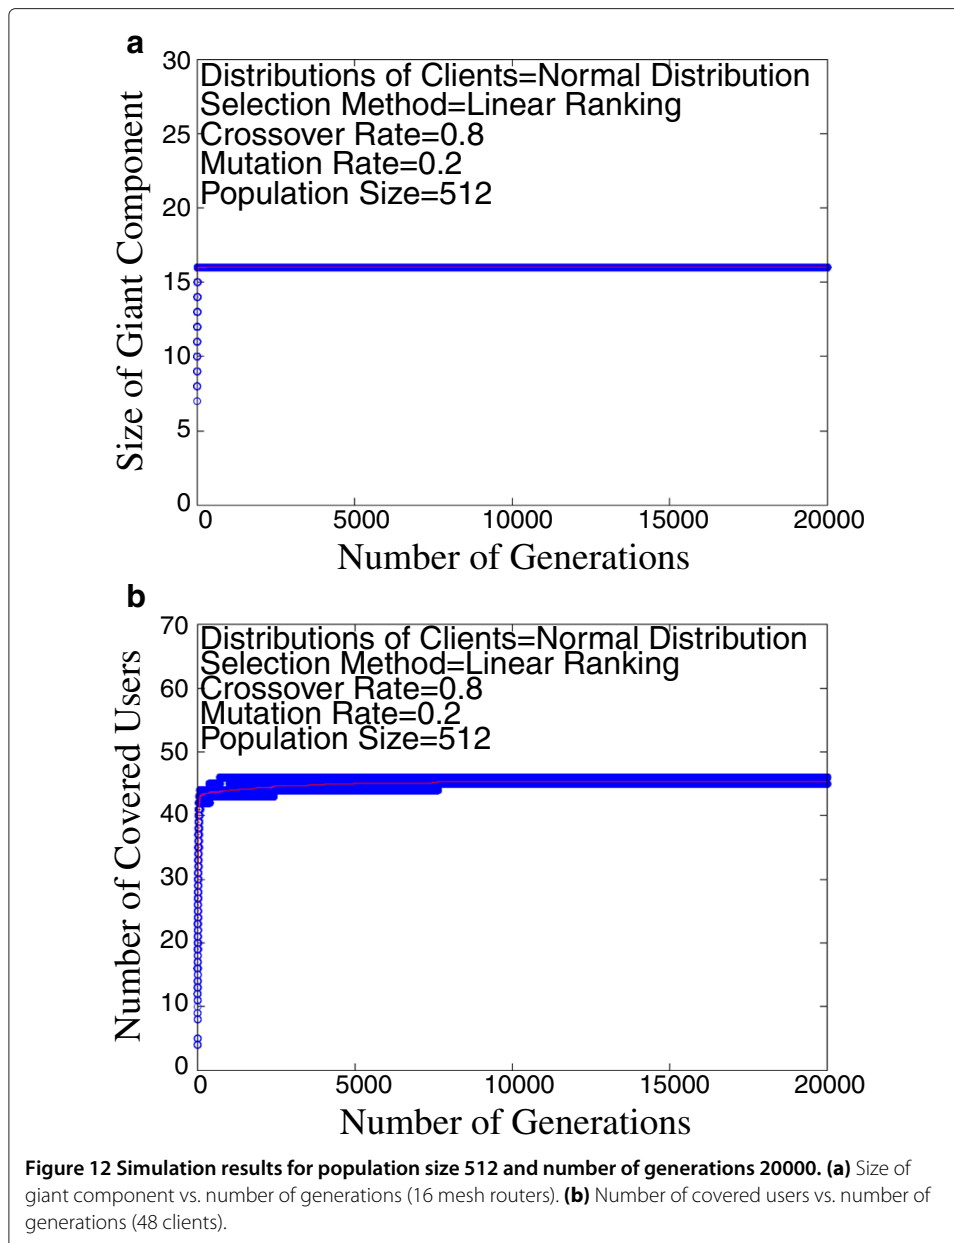 a
30
Distributions of Clients=Normal Distribution
Selection Method=Linear Ranking
25
Crossover Rate=0.8
Mutation Rate=0.2
Population Size=512
20
15
10
5
0
Size of Giant Component
0 5000 10000 15000 20000
Number of Generations
b
70
Distributions of Clients=Normal Distribution
Selection Method=Linear Ranking
60
Crossover Rate=0.8
Mutation Rate=0.2
Population Size=512
50
40
30
20
10
0
Number of Covered Users
0 5000 10000 15000 20000
Number of Generations
Figure 12 Simulation results for population size 512 and number of generations 20000. (a) Size of
giant component vs. number of generations (16 mesh routers). (b) Number of covered users vs. number of
generations (48 clients).